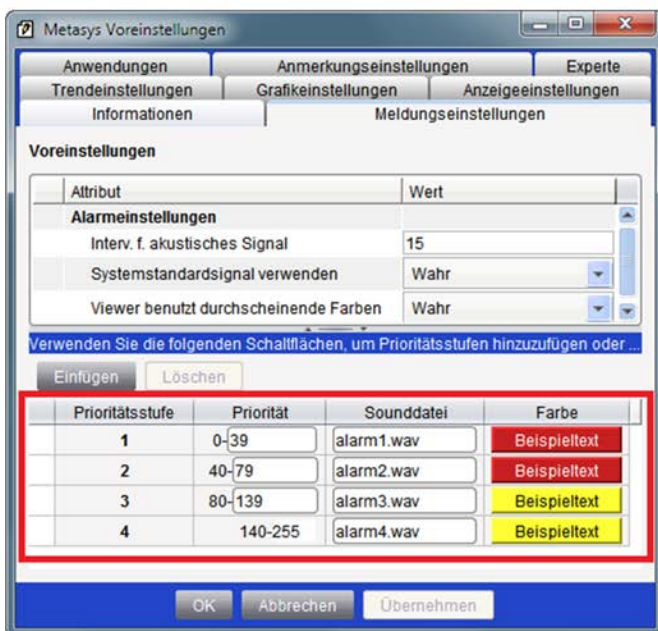 Metasys Voreinstellungen
Anwendungen Anmerkungseinstellungen Experte
Trendeinstellungen Grafikeinstellungen Anzeigeeinstellungen
Informationen Meldungseinstellungen
Voreinstellungen
Attribut Wert
Alarmeinstellungen
Interv. f. akustisches Signal 15
Systemstandardsignal verwenden Wahr
Viewer benutzt durchscheinende Farben Wahr
Verwenden Sie die folgenden Schaltflächen, um Prioritätsstufen hinzuzufügen oder ...
Einfügen Löschen
Prioritätsstufe Priorität Sounddatei Farbe
1 0-39 alarm1.wav Beispieltext
2 40-79 alarm2.wav Beispieltext
3 80-139 alarm3.wav Beispieltext
4 140-255 alarm4.wav Beispieltext
OK Abbrechen Übernehmen